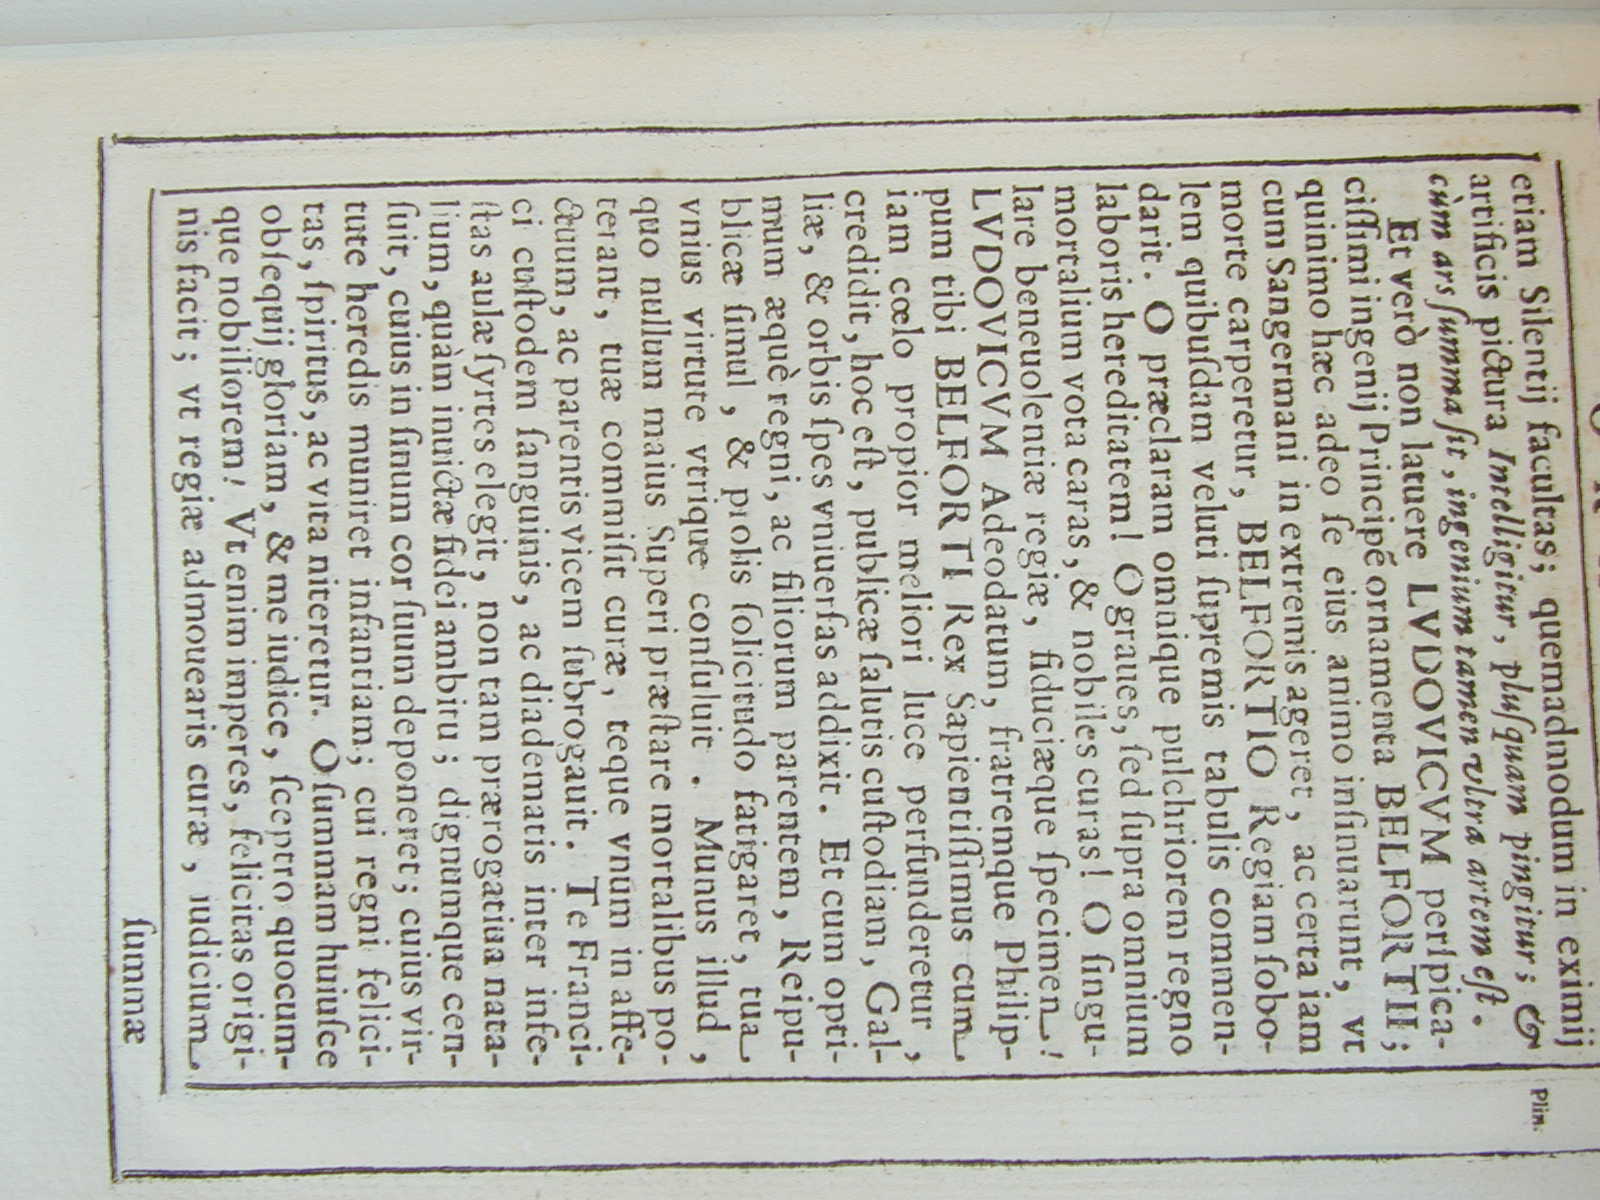 etiam Silentij facultas; quemadmodum in eximij
artificis pictura Intelligitur, pluſquam pingitur; &
cùm ars ſumma ſit, ingenium tamen vltra artem eſt.
Plin.
Et verò non latuere LVDOVICVM perſpica-
ciſſimi ingenij Principẽ ornamenta BELFORTII;
quinimo hæc adeo ſe eius animo inſinuarunt, vt
cum Sangermani in extremis ageret, ac certa iam
morte carperetur, BELFORTIO Regiam ſobo-
lem quibuſdam veluti ſupremis tabulis commen-
darit. O præclaram omnique pulchriorem regno
laboris hereditatem! O graues, ſed ſupra omnium
mortalium vota caras, & nobiles curas! O ſingu-
lare beneuolentiæ regiæ, fiduciæque ſpecimen!
LVDOVICVM Adeodatum, fratremque Philip-
pum tibi BELFORTI Rex Sapientiſſimus cum
iam cœlo propior meliori luce perfunderetur,
credidit, hoc eſt, publicæ ſalutis cuſtodiam, Gal-
liæ, & orbis ſpes vniuerſas addixit. Et cum opti-
mum æquè regni, ac filiorum parentem, Reipu-
blicæ ſimul, & prolis ſolicitudo fatigaret, tua
vnius virtute vtrique conſuluit. Munus illud,
quo nullum maius Superi præſtare mortalibus po-
terant, tuæ commiſit curæ, teque vnum in affe-
ctuum, ac parentis vicem ſubrogauit. Te Franci-
ci cuſtodem ſanguinis, ac diadematis inter infe-
ſtas aulæ ſyrtes elegit, non tam prærogatiua nata-
lium, quàm inuictæ fidei ambitu; dignumque cen-
ſuit, cuius in ſinum cor ſuum deponeret; cuius vir-
tute heredis muniret infantiam; cui regni felici-
tas, ſpiritus, ac vita niteretur. O ſummam huiuſce
obſequij gloriam, & me iudice, ſceptro quocum-
que nobiliorem! Vt enim imperes, felicitas origi-
nis facit; vt regiæ admouearis curæ, iudicium
ſummæ